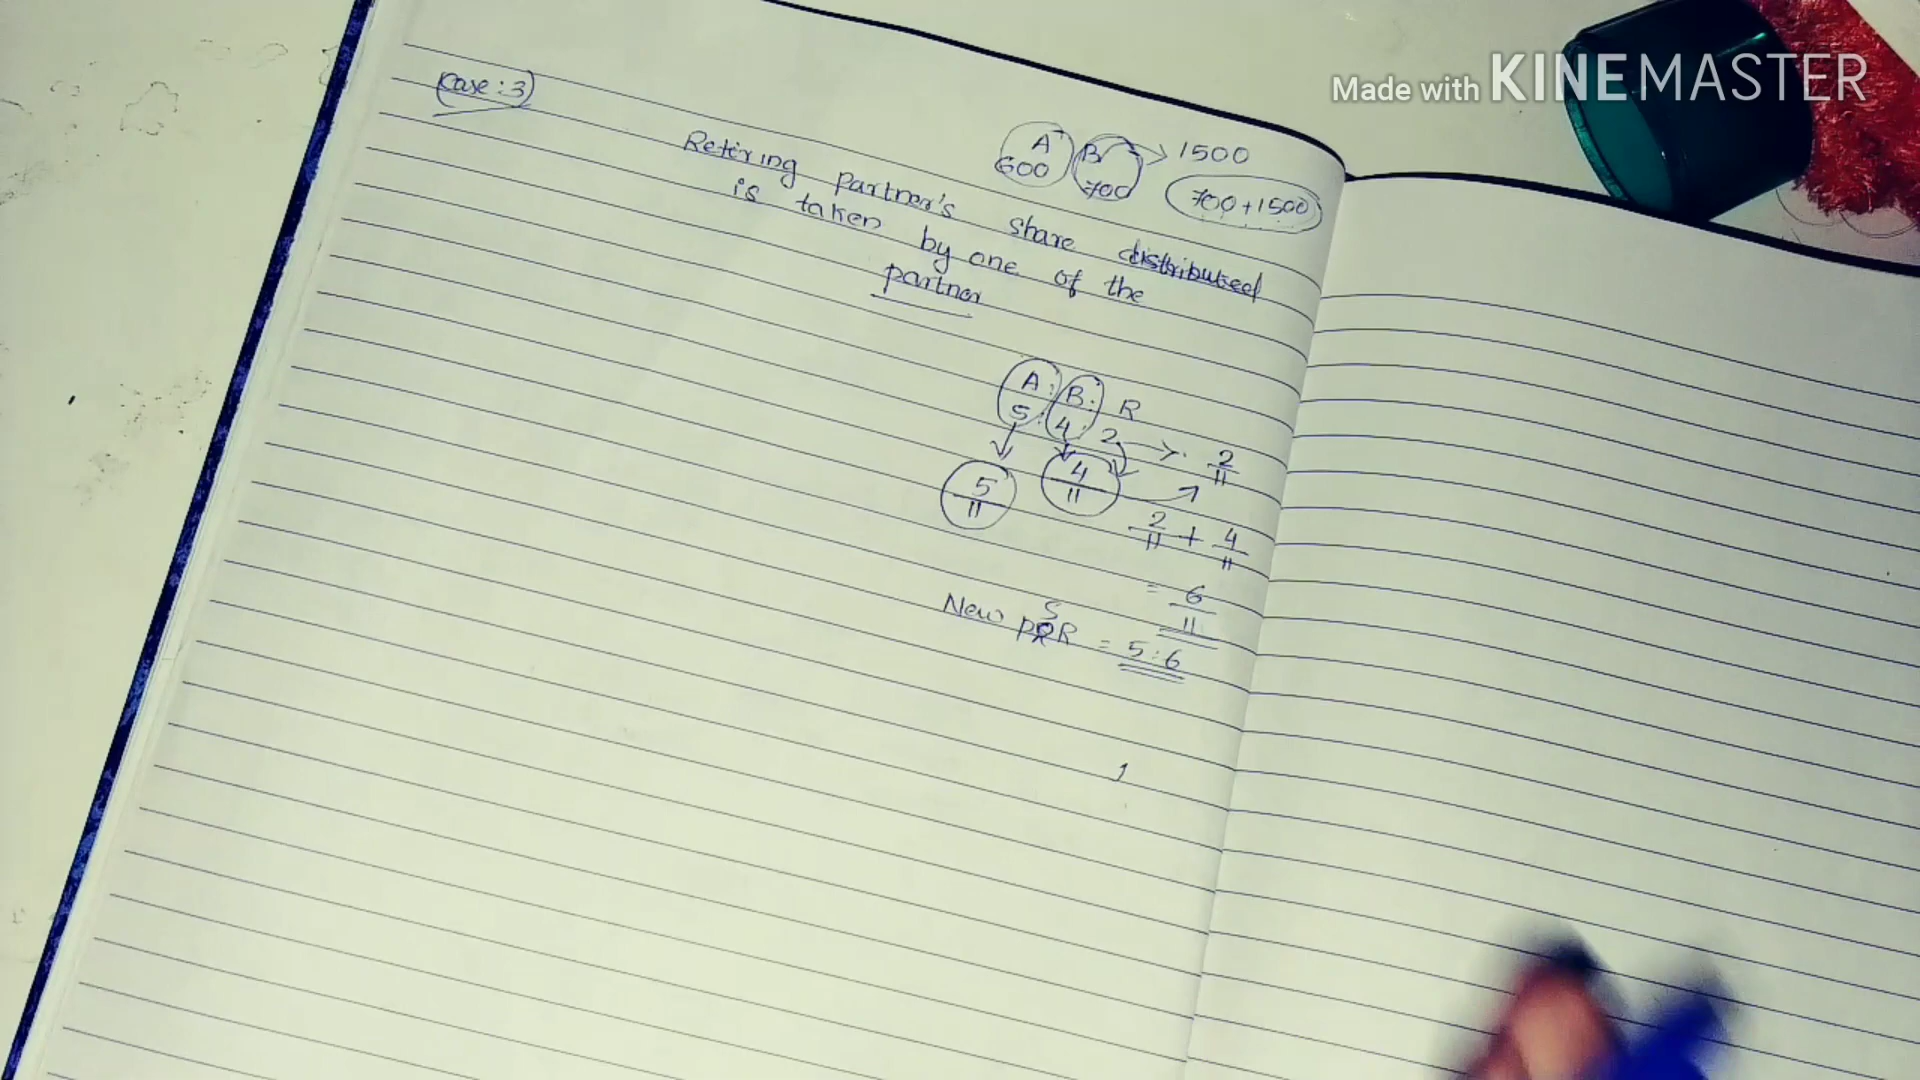 Made with KINEMASTER
Case : 3
A B → 1500
600 700 700 + 1500
Retiring partner's share distributed
is taken by one of the
partner
A : B : R
5 : 4 : 2 → 2/11
5/11 4/11
2/11 + 4/11
= 6/11
New PSR = 5:6